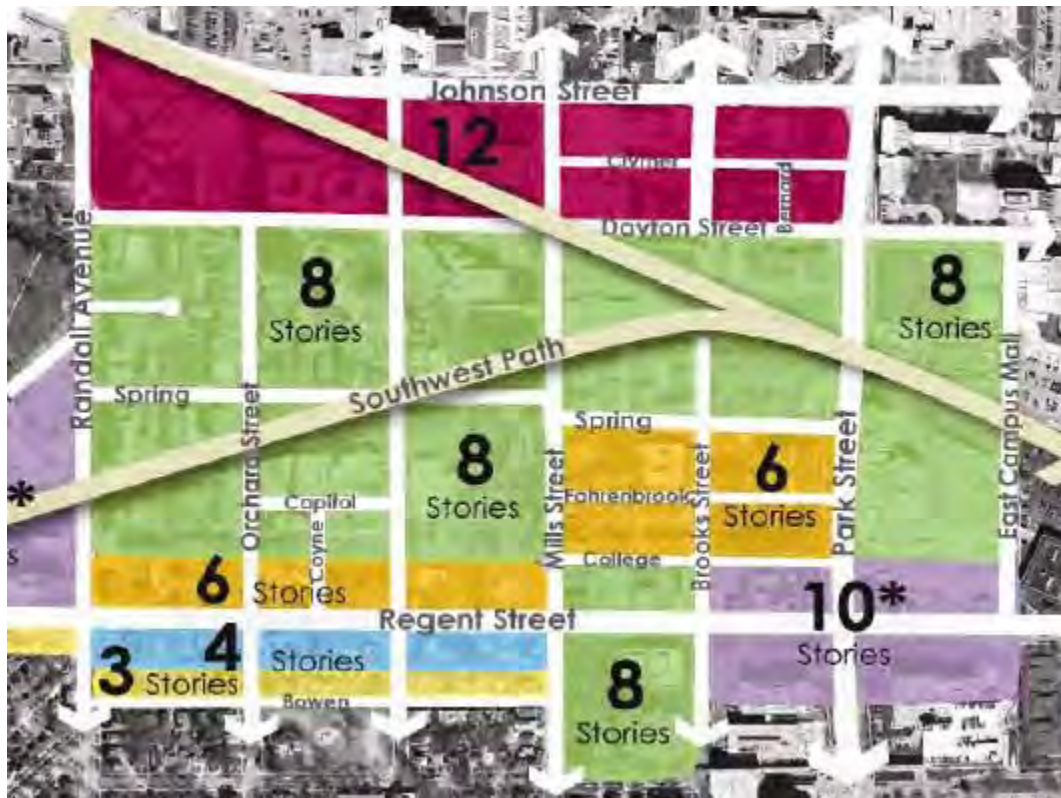 Johnson Street
12
Clymer
Bernard
Dayton Street
Randall Avenue
8
Stories
8
Stories
Southwest Path
Spring
Orchard Street
Spring
East Campus Mall
*
s
8
Stories
6
Stories
Mills Street
Fahrenbrook
Brooks Street
Park Street
Capitol
Coyne
College
6
Stories
10*
Stories
Regent Street
3
Stories
4
Stories
8
Stories
Bowen